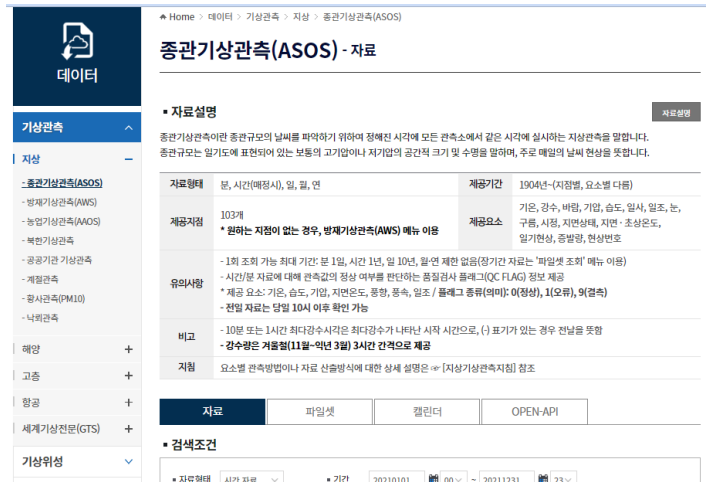 Home > 데이터 > 기상관측 > 지상 > 종관기상관측(ASOS)
종관기상관측(ASOS) - 자료
데이터
기상관측
지상
- 종관기상관측(ASOS)
- 방재기상관측(AWS)
- 농업기상관측(AAOS)
- 북한기상관측
- 공공기관 기상관측
- 계절관측
- 황사관측(PM10)
- 낙뢰관측
해양
고층
항공
세계기상전문(GTS)
기상위성
▪ 자료설명
자료설명
종관기상관측이란 종관규모의 날씨를 파악하기 위하여 정해진 시각에 모든 관측소에서 같은 시각에 실시하는 지상관측을 말합니다.
종관규모는 일기도에 표현되어 있는 보통의 고기압이나 저기압의 공간적 크기 및 수명을 말하며, 주로 매일의 날씨 현상을 뜻합니다.
자료형태 분, 시간(매정시), 일, 월, 연 제공기간 1904년~(지점별, 요소별 다름)
제공지점 103개
* 원하는 지점이 없는 경우, 방재기상관측(AWS) 메뉴 이용
제공요소 기온, 강수, 바람, 기압, 습도, 일사, 일조, 눈,
구름, 시정, 지면상태, 지면 · 초상온도,
일기현상, 증발량, 현상번호
유의사항
- 1회 조회 가능 최대 기간: 분 1일, 시간 1년, 일 10년, 월·연 제한 없음(장기간 자료는 '파일셋 조회' 메뉴 이용)
- 시간/분 자료에 대해 관측값의 정상 여부를 판단하는 품질검사 플래그(QC FLAG) 정보 제공
* 제공 요소: 기온, 습도, 기압, 지면온도, 풍향, 풍속, 일조 / 플래그 종류(의미): 0(정상), 1(오류), 9(결측)
- 전일 자료는 당일 10시 이후 확인 가능
비고
- 10분 또는 1시간 최다강수시각은 최다강수가 나타난 시작 시간으로, (-) 표기가 있는 경우 전날을 뜻함
- 강수량은 겨울철(11월~익년 3월) 3시간 간격으로 제공
지침 요소별 관측방법이나 자료 산출방식에 대한 상세 설명은 ☞ [지상기상관측지침] 참조
자료 파일셋 캘린더 OPEN-API
▪ 검색조건
▪ 자료형태 시간 자료 ▪ 기간 20210101 00 ~ 20211231 23